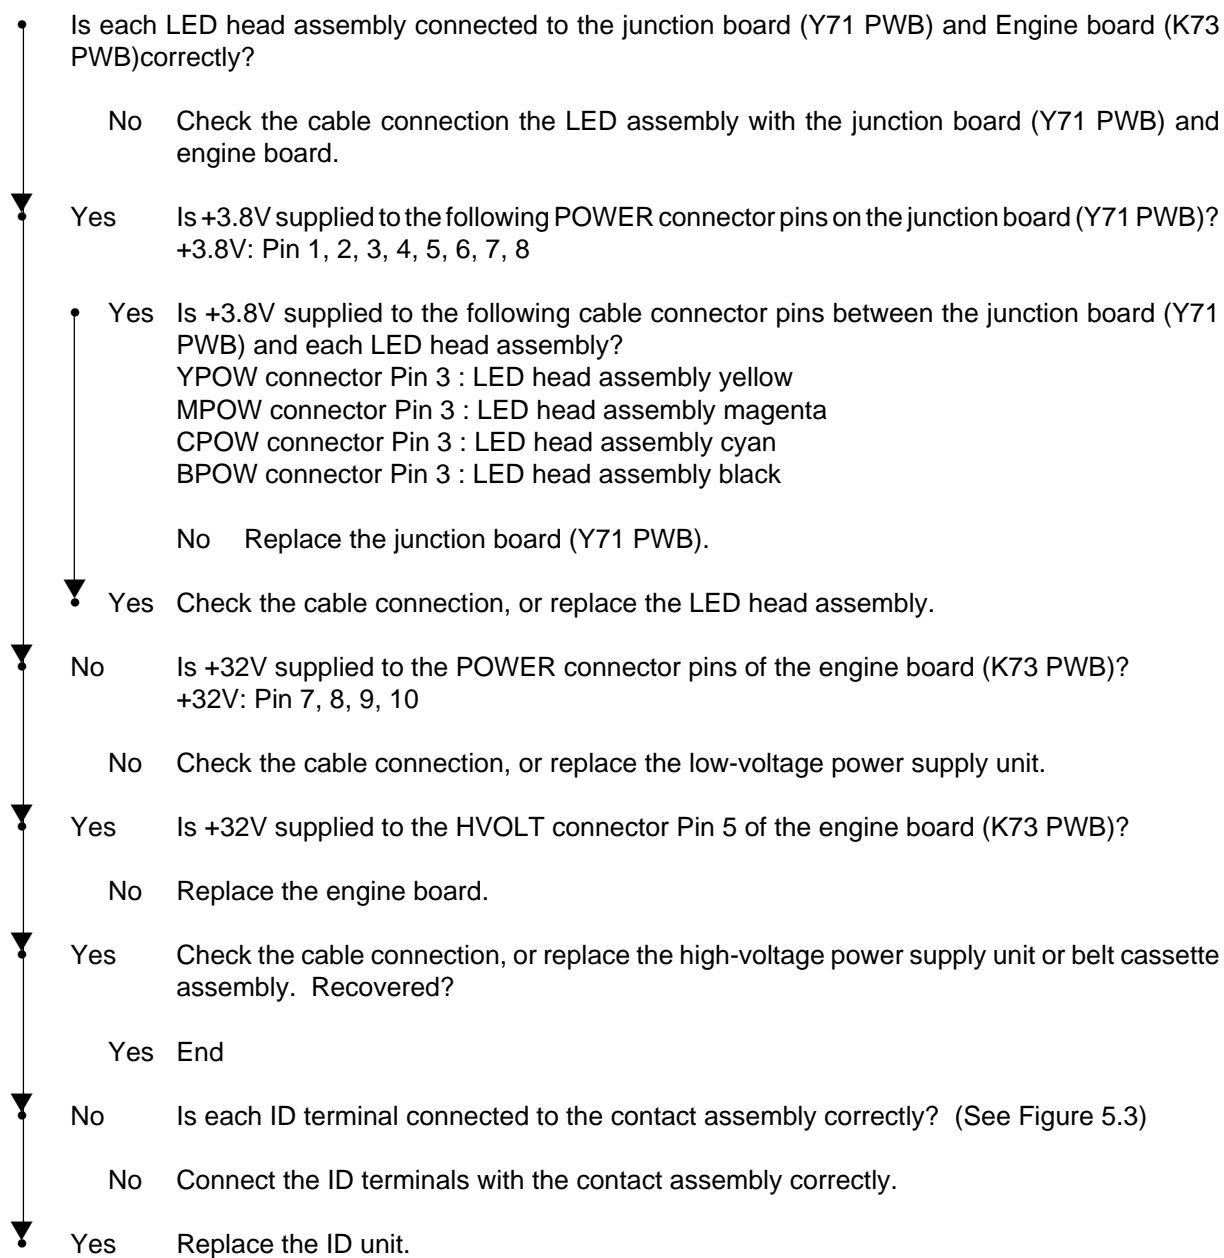 Is each LED head assembly connected to the junction board (Y71 PWB) and Engine board (K73
PWB)correctly?
No Check the cable connection the LED assembly with the junction board (Y71 PWB) and
engine board.
Yes Is +3.8V supplied to the following POWER connector pins on the junction board (Y71 PWB)?
+3.8V: Pin 1, 2, 3, 4, 5, 6, 7, 8
Yes Is +3.8V supplied to the following cable connector pins between the junction board (Y71
PWB) and each LED head assembly?
YPOW connector Pin 3 : LED head assembly yellow
MPOW connector Pin 3 : LED head assembly magenta
CPOW connector Pin 3 : LED head assembly cyan
BPOW connector Pin 3 : LED head assembly black
No Replace the junction board (Y71 PWB).
Yes Check the cable connection, or replace the LED head assembly.
No Is +32V supplied to the POWER connector pins of the engine board (K73 PWB)?
+32V: Pin 7, 8, 9, 10
No Check the cable connection, or replace the low-voltage power supply unit.
Yes Is +32V supplied to the HVOLT connector Pin 5 of the engine board (K73 PWB)?
No Replace the engine board.
Yes Check the cable connection, or replace the high-voltage power supply unit or belt cassette
assembly. Recovered?
Yes End
No Is each ID terminal connected to the contact assembly correctly? (See Figure 5.3)
No Connect the ID terminals with the contact assembly correctly.
Yes Replace the ID unit.